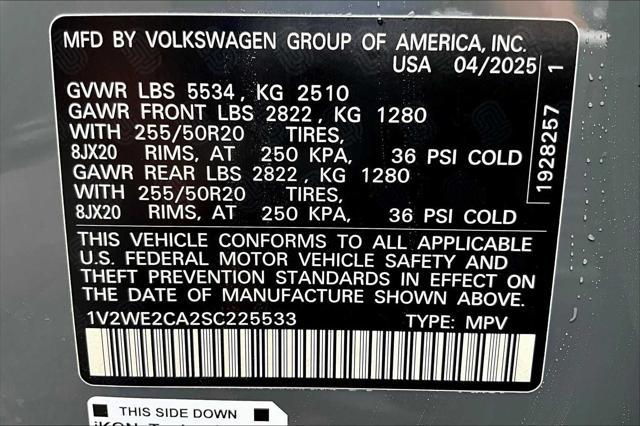 MFD BY VOLKSWAGEN GROUP OF AMERICA, INC.
USA 04/2025
GVWR LBS 5534, KG 2510
GAWR FRONT LBS 2822, KG 1280
WITH 255/50R20 TIRES,
8JX20 RIMS, AT 250 KPA, 36 PSI COLD
GAWR REAR LBS 2822, KG 1280
WITH 255/50R20 TIRES,
8JX20 RIMS, AT 250 KPA, 36 PSI COLD
1928257 1
THIS VEHICLE CONFORMS TO ALL APPLICABLE
U.S. FEDERAL MOTOR VEHICLE SAFETY AND
THEFT PREVENTION STANDARDS IN EFFECT ON
THE DATE OF MANUFACTURE SHOWN ABOVE.
1V2WE2CA2SC225533 TYPE: MPV
THIS SIDE DOWN